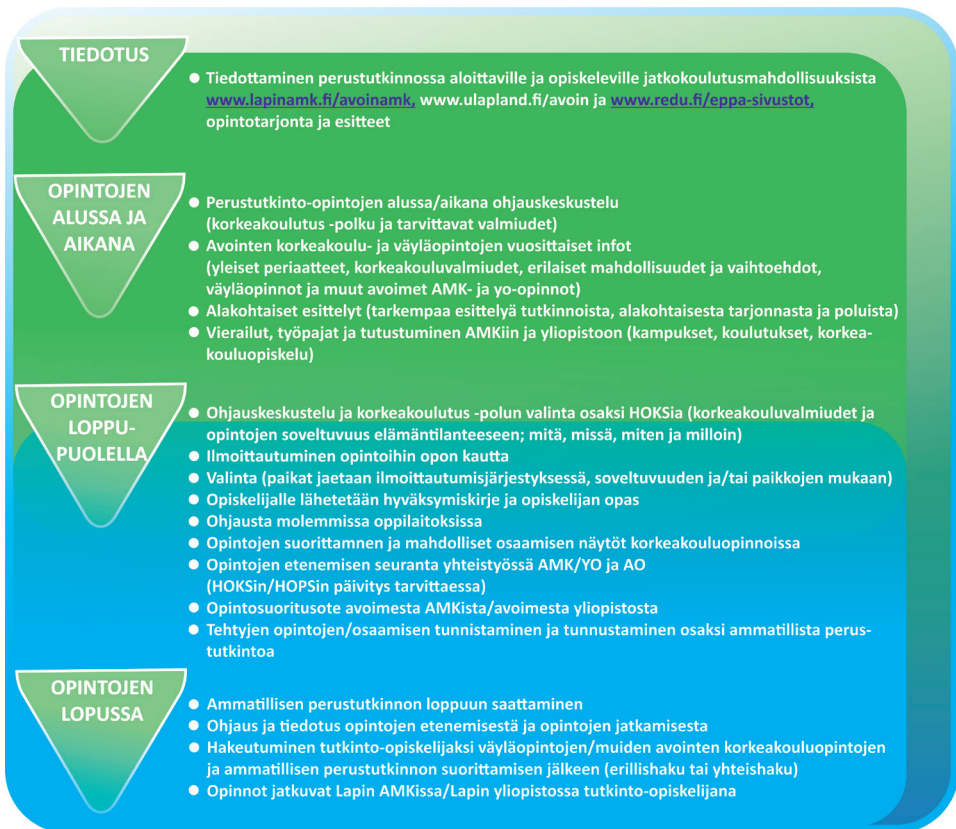 TIEDOTUS
● Tiedottaminen perustutkinnossa aloittaville ja opiskeleville jatkokoulutusmahdollisuuksista
www.lapinamk.fi/avoinamk, www.ulapland.fi/avoin ja www.redu.fi/eppa-sivustot,
opintotarjonta ja esitteet
OPINTOJEN
ALUSSA JA
AIKANA
● Perustutkinto-opintojen alussa/aikana ohjauskeskustelu
(korkeakoulutus -polku ja tarvittavat valmiudet)
● Avointen korkeakoulu- ja väyläopintojen vuosittaiset infot
(yleiset periaatteet, korkeakouluvalmiudet, erilaiset mahdollisuudet ja vaihtoehdot,
väyläopinnot ja muut avoimet AMK- ja yo-opinnot)
● Alakohtaiset esittelyt (tarkempaa esittelyä tutkinnoista, alakohtaisesta tarjonnasta ja poluista)
● Vierailut, työpajat ja tutustuminen AMKiin ja yliopistoon (kampukset, koulutukset, korkea-
kouluopiskelu)
OPINTOJEN
LOPPU-
PUOLELLA
● Ohjauskeskustelu ja korkeakoulutus -polun valinta osaksi HOKSia (korkeakouluvalmiudet ja
opintojen soveltuvuus elämäntilanteeseen; mitä, missä, miten ja milloin)
● Ilmoittautuminen opintoihin opon kautta
● Valinta (paikat jaetaan ilmoittautumisjärjestyksessä, soveltuvuuden ja/tai paikkojen mukaan)
● Opiskelijalle lähetetään hyväksymiskirje ja opiskelijan opas
● Ohjausta molemmissa oppilaitoksissa
● Opintojen suorittamnen ja mahdolliset osaamisen näytöt korkeakouluopinnoissa
● Opintojen etenemisen seuranta yhteistyössä AMK/YO ja AO
(HOKSin/HOPSin päivitys tarvittaessa)
● Opintosuoritusote avoimesta AMKista/avoimesta yliopistosta
● Tehtyjen opintojen/osaamisen tunnistaminen ja tunnustaminen osaksi ammatillista perus-
tutkintoa
OPINTOJEN
LOPUSSA
● Ammatillisen perustutkinnon loppuun saattaminen
● Ohjaus ja tiedotus opintojen etenemisestä ja opintojen jatkamisesta
● Hakeutuminen tutkinto-opiskelijaksi väyläopintojen/muiden avointen korkeakouluopintojen
ja ammatillisen perustutkinnon suorittamisen jälkeen (erillishaku tai yhteishaku)
● Opinnot jatkuvat Lapin AMKissa/Lapin yliopistossa tutkinto-opiskelijana